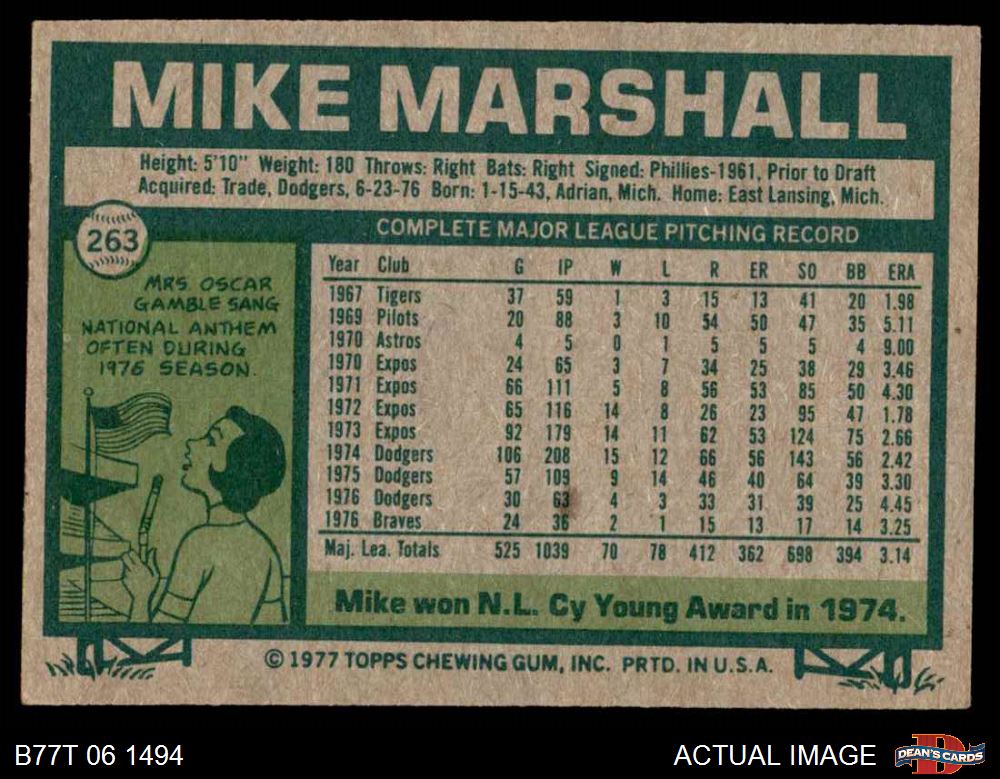 MIKE MARSHALL
Height: 5'10" Weight: 180 Throws: Right Bats: Right Signed: Phillies-1961, Prior to Draft
Acquired: Trade, Dodgers, 6-23-76 Born: 1-15-43, Adrian, Mich. Home: East Lansing, Mich.
263
MRS OSCAR
GAMBLE SANG
NATIONAL ANTHEM
OFTEN DURING
1976 SEASON.
COMPLETE MAJOR LEAGUE PITCHING RECORD
Year Club G IP W L R ER SO BB ERA
1967 Tigers 37 59 1 3 15 13 41 20 1.98
1969 Pilots 20 88 3 10 54 50 47 35 5.11
1970 Astros 4 5 0 1 5 5 5 4 9.00
1970 Expos 24 65 3 7 34 25 38 29 3.46
1971 Expos 66 111 5 8 56 53 85 50 4.30
1972 Expos 65 116 14 8 26 23 95 47 1.78
1973 Expos 92 179 14 11 62 53 124 75 2.66
1974 Dodgers 106 208 15 12 66 56 143 56 2.42
1975 Dodgers 57 109 9 14 46 40 64 39 3.30
1976 Dodgers 30 63 4 3 33 31 39 25 4.45
1976 Braves 24 36 2 1 15 13 17 14 3.25
Maj. Lea. Totals 525 1039 70 78 412 362 698 394 3.14
Mike won N.L. Cy Young Award in 1974.
© 1977 TOPPS CHEWING GUM, INC. PRTD. IN U.S.A.
B77T 06 1494
ACTUAL IMAGE
D
DEAN'S CARDS